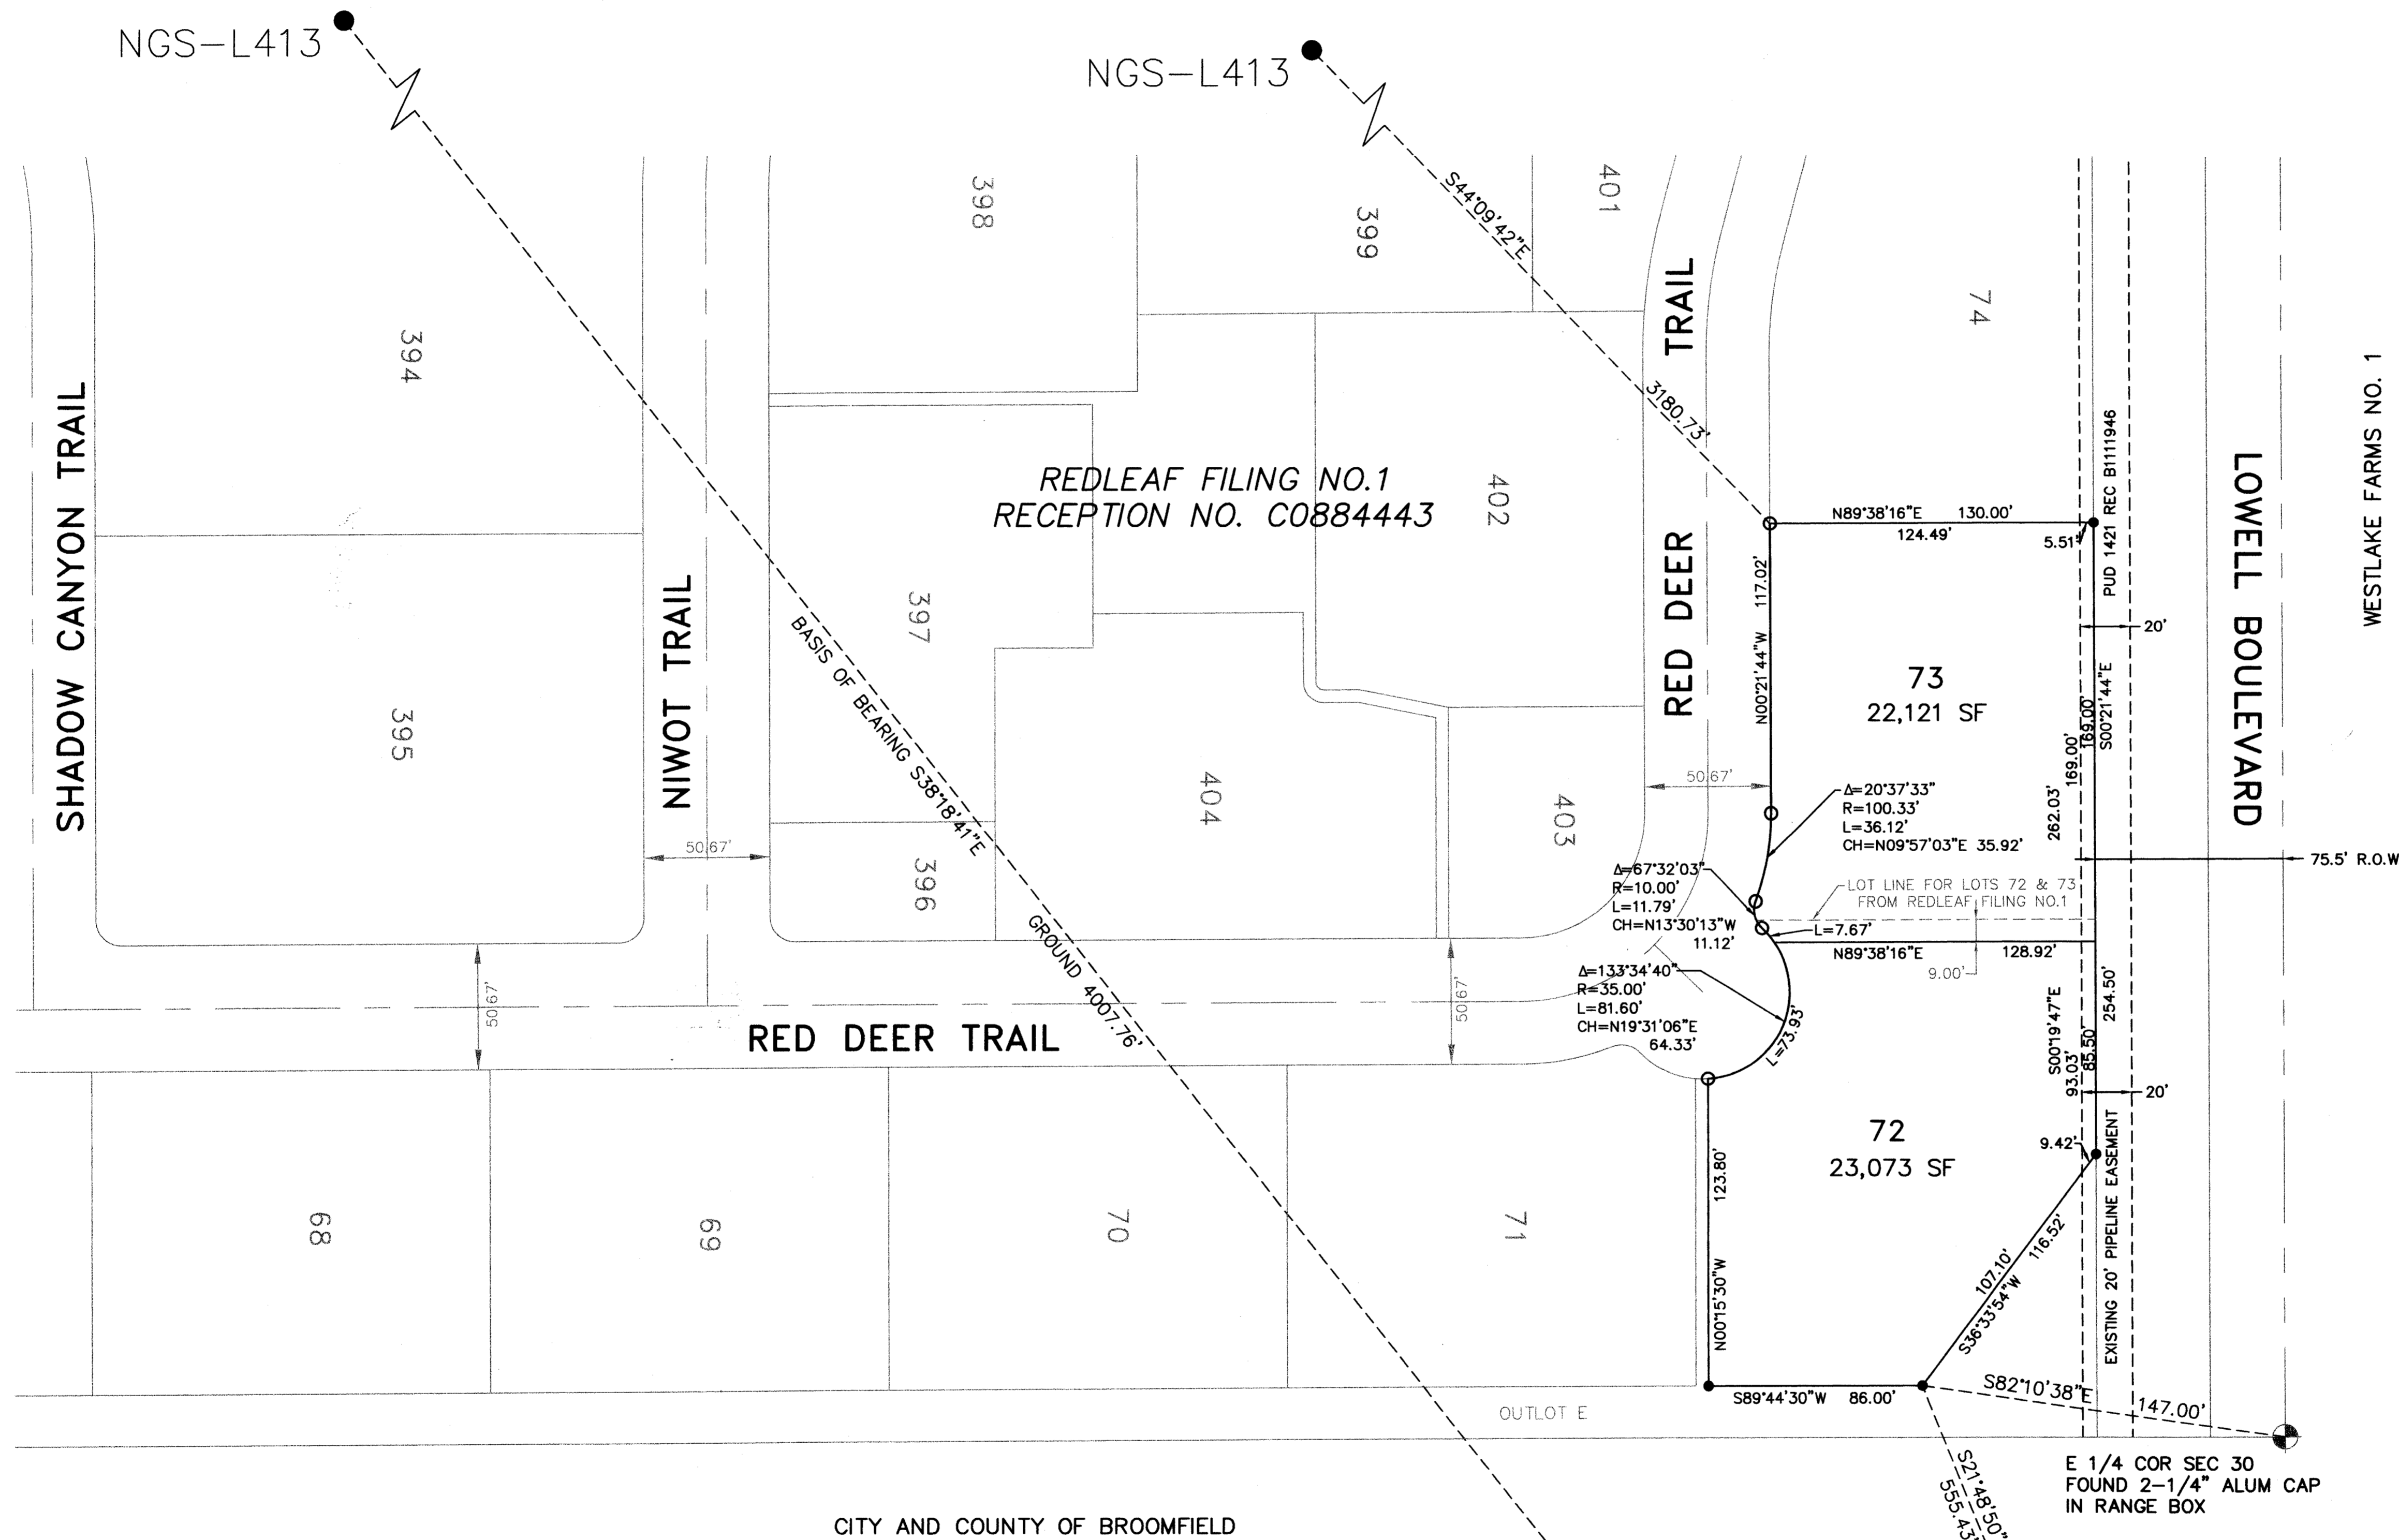 NGS-L413
NGS-L413
S44°09'42"E
3180.73'
398
399
401
74
394
SHADOW CANYON TRAIL
395
NIWOT TRAIL
50.67'
397
396
REDLEAF FILING NO.1
RECEPTION NO. C0884443
402
404
403
RED DEER TRAIL
50.67'
BASIS OF BEARING S38°18'41"E
GROUND 4007.76'
N89°38'16"E 130.00'
124.49'
5.51'
N00°21'44"W 117.02'
73
22,121 SF
Δ=20°37'33"
R=100.33'
L=36.12'
CH=N09°57'03"E 35.92'
Δ=67°32'03"
R=10.00'
L=11.79'
CH=N13°30'13"W
11.12'
LOT LINE FOR LOTS 72 & 73
FROM REDLEAF FILING NO.1
L=7.67'
N89°38'16"E 128.92'
9.00'
Δ=133°34'40"
R=35.00'
L=81.60'
CH=N19°31'06"E
64.33'
L=73.93'
PUD 1421 REC B1111946
20'
S00°21'44"E
169.00'
169.00'
262.03'
LOWELL BOULEVARD
WESTLAKE FARMS NO. 1
75.5' R.O.W
254.50'
S00°19'47"E
93.03'
85.50'
20'
9.42'
EXISTING 20' PIPELINE EASEMENT
50.67'
50.67'
RED DEER TRAIL
68
69
70
71
72
23,073 SF
N00°15'30"W 123.80'
107.10'
116.52'
S36°33'54"W
S89°44'30"W 86.00'
OUTLOT E
S82°10'38"E
147.00'
S21°48'50"
555.43'
E 1/4 COR SEC 30
FOUND 2-1/4" ALUM CAP
IN RANGE BOX
CITY AND COUNTY OF BROOMFIELD